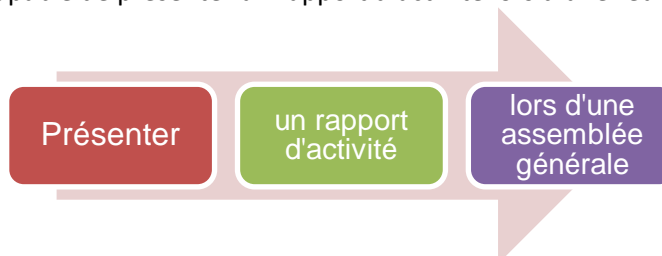 Présenter
un rapport
d'activité
lors d'une
assemblée
générale